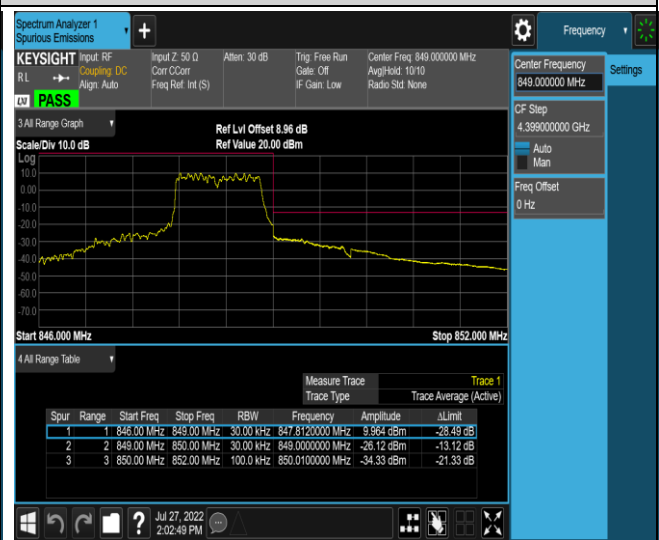 Spectrum Analyzer 1
Spurious Emissions
+
Frequency
KEYSIGHT
RL
Input: RF
Coupling: DC
Align: Auto
Input Z: 50 Ω
Corr CCorr
Freq Ref: Int (S)
Atten: 30 dB
Trig: Free Run
Gate: Off
IF Gain: Low
Center Freq: 849.000000 MHz
Avg|Hold: 10/10
Radio Std: None
LXI PASS
Center Frequency
849.000000 MHz
Settings
CF Step
4.399000000 GHz
Auto
Man
Freq Offset
0 Hz
3 All Range Graph
Scale/Div 10.0 dB
Ref Lvl Offset 8.96 dB
Ref Value 20.00 dBm
Log
10.0
0.00
-10.0
-20.0
-30.0
-40.0
-50.0
-60.0
-70.0
Start 846.000 MHz Stop 852.000 MHz
4 All Range Table
Measure Trace Trace 1
Trace Type Trace Average (Active)
Spur Range Start Freq Stop Freq RBW Frequency Amplitude ΔLimit
1 1 846.00 MHz 849.00 MHz 30.00 kHz 847.8120000 MHz 9.964 dBm -28.49 dB
2 2 849.00 MHz 850.00 MHz 30.00 kHz 849.0000000 MHz -26.12 dBm -13.12 dB
3 3 850.00 MHz 852.00 MHz 100.0 kHz 850.0100000 MHz -34.33 dBm -21.33 dB
?
Jul 27, 2022
2:02:49 PM